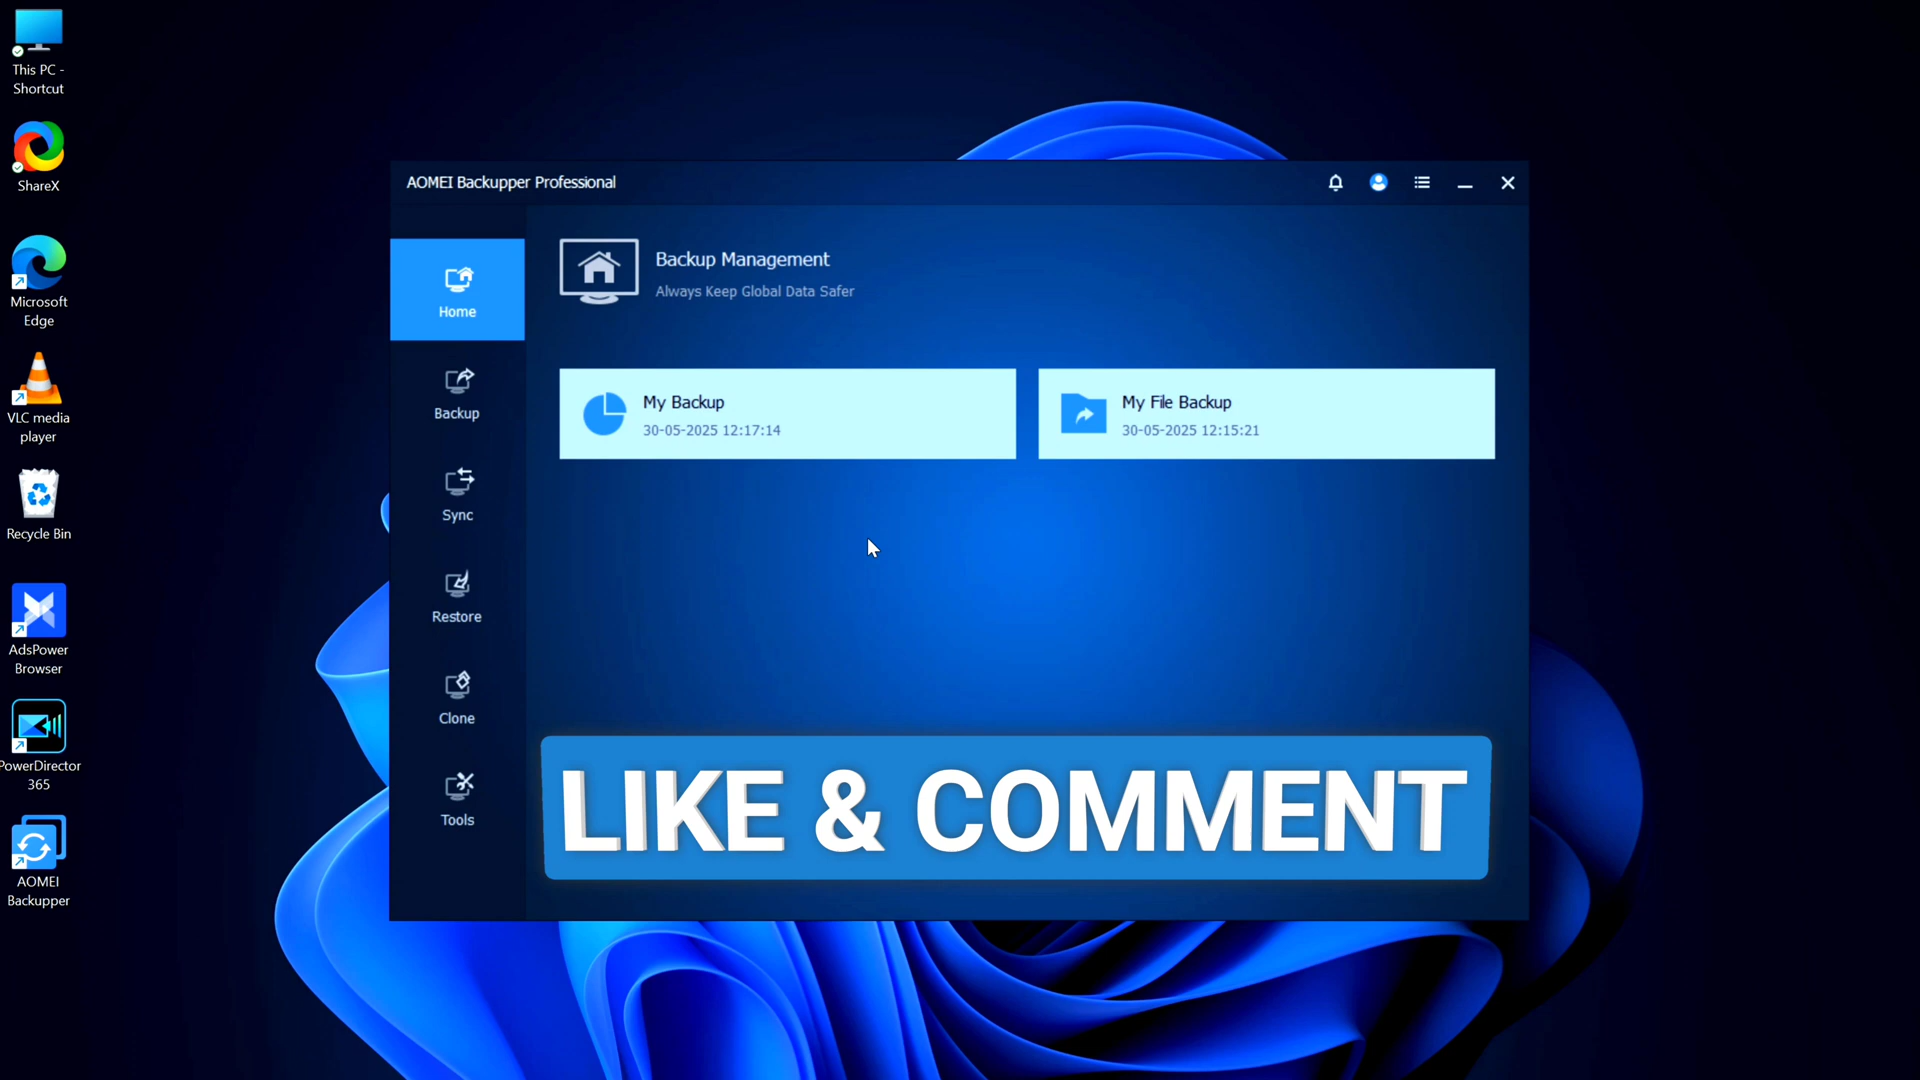 This PC -
Shortcut
ShareX
Microsoft
Edge
VLC media
player
Recycle Bin
AdsPower
Browser
PowerDirector
365
AOMEI
Backupper
AOMEI Backupper Professional
Home
Backup
Sync
Restore
Clone
Tools
Backup Management
Always Keep Global Data Safer
My Backup
30-05-2025 12:17:14
My File Backup
30-05-2025 12:15:21
LIKE & COMMENT